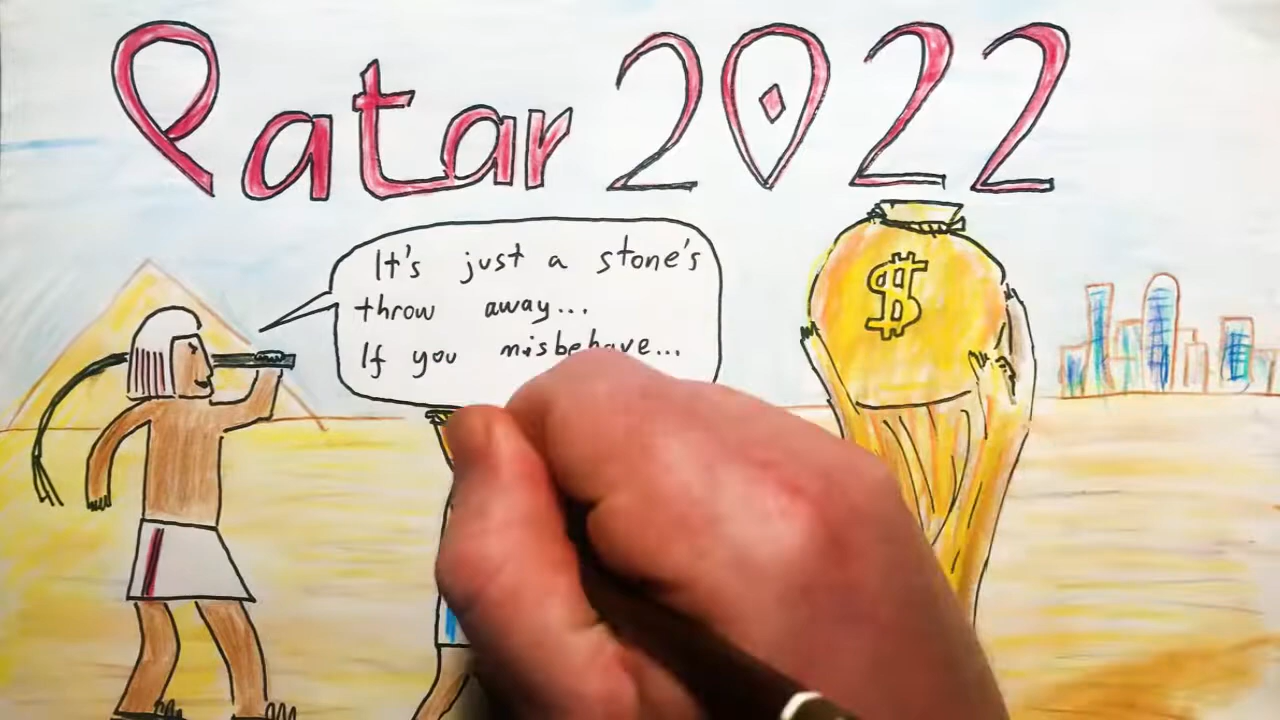 Qatar 2022
It's just a stone's
throw away...
If you misbehave...
$